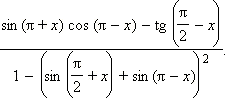 sin (π + x) cos (π − x) − tg (π/2 − x)
1 − (sin (π/2 + x) + sin (π − x))²
.